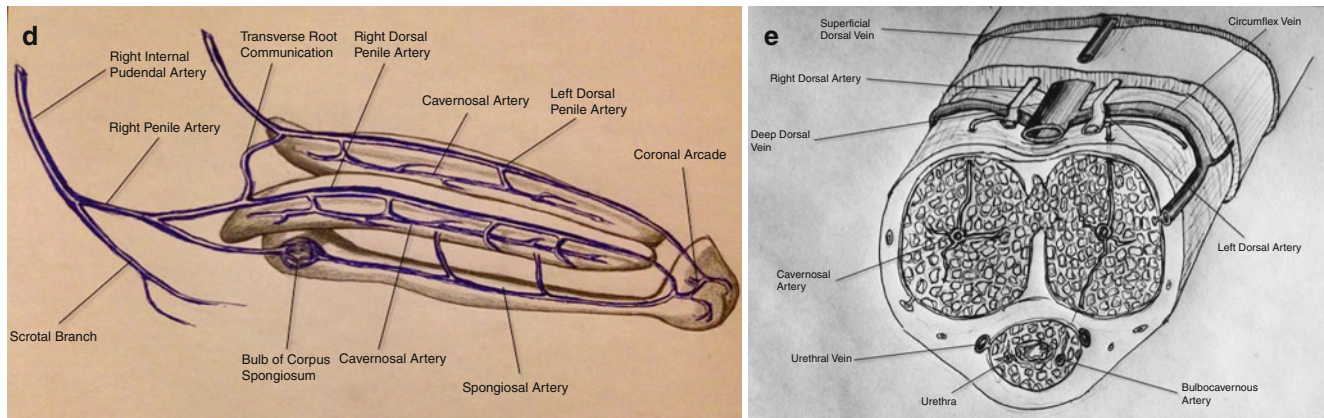 d
Right Internal
Pudendal Artery
Transverse Root
Communication
Right Dorsal
Penile Artery
Cavernosal Artery
Left Dorsal
Penile Artery
Right Penile Artery
Coronal Arcade
Scrotal Branch
Bulb of Corpus
Spongiosum
Cavernosal Artery
Spongiosal Artery
e
Superficial
Dorsal Vein
Circumflex Vein
Right Dorsal Artery
Deep Dorsal
Vein
Left Dorsal Artery
Cavernosal
Artery
Urethral Vein
Urethra
Bulbocavernous
Artery